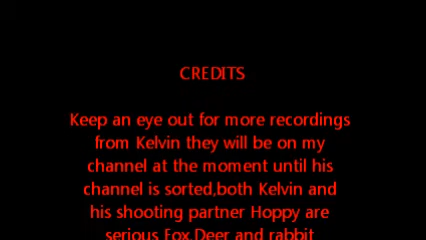 CREDITS
Keep an eye out for more recordings
from Kelvin they will be on my
channel at the moment until his
channel is sorted,both Kelvin and
his shooting partner Hoppy are
serious Fox,Deer and rabbit